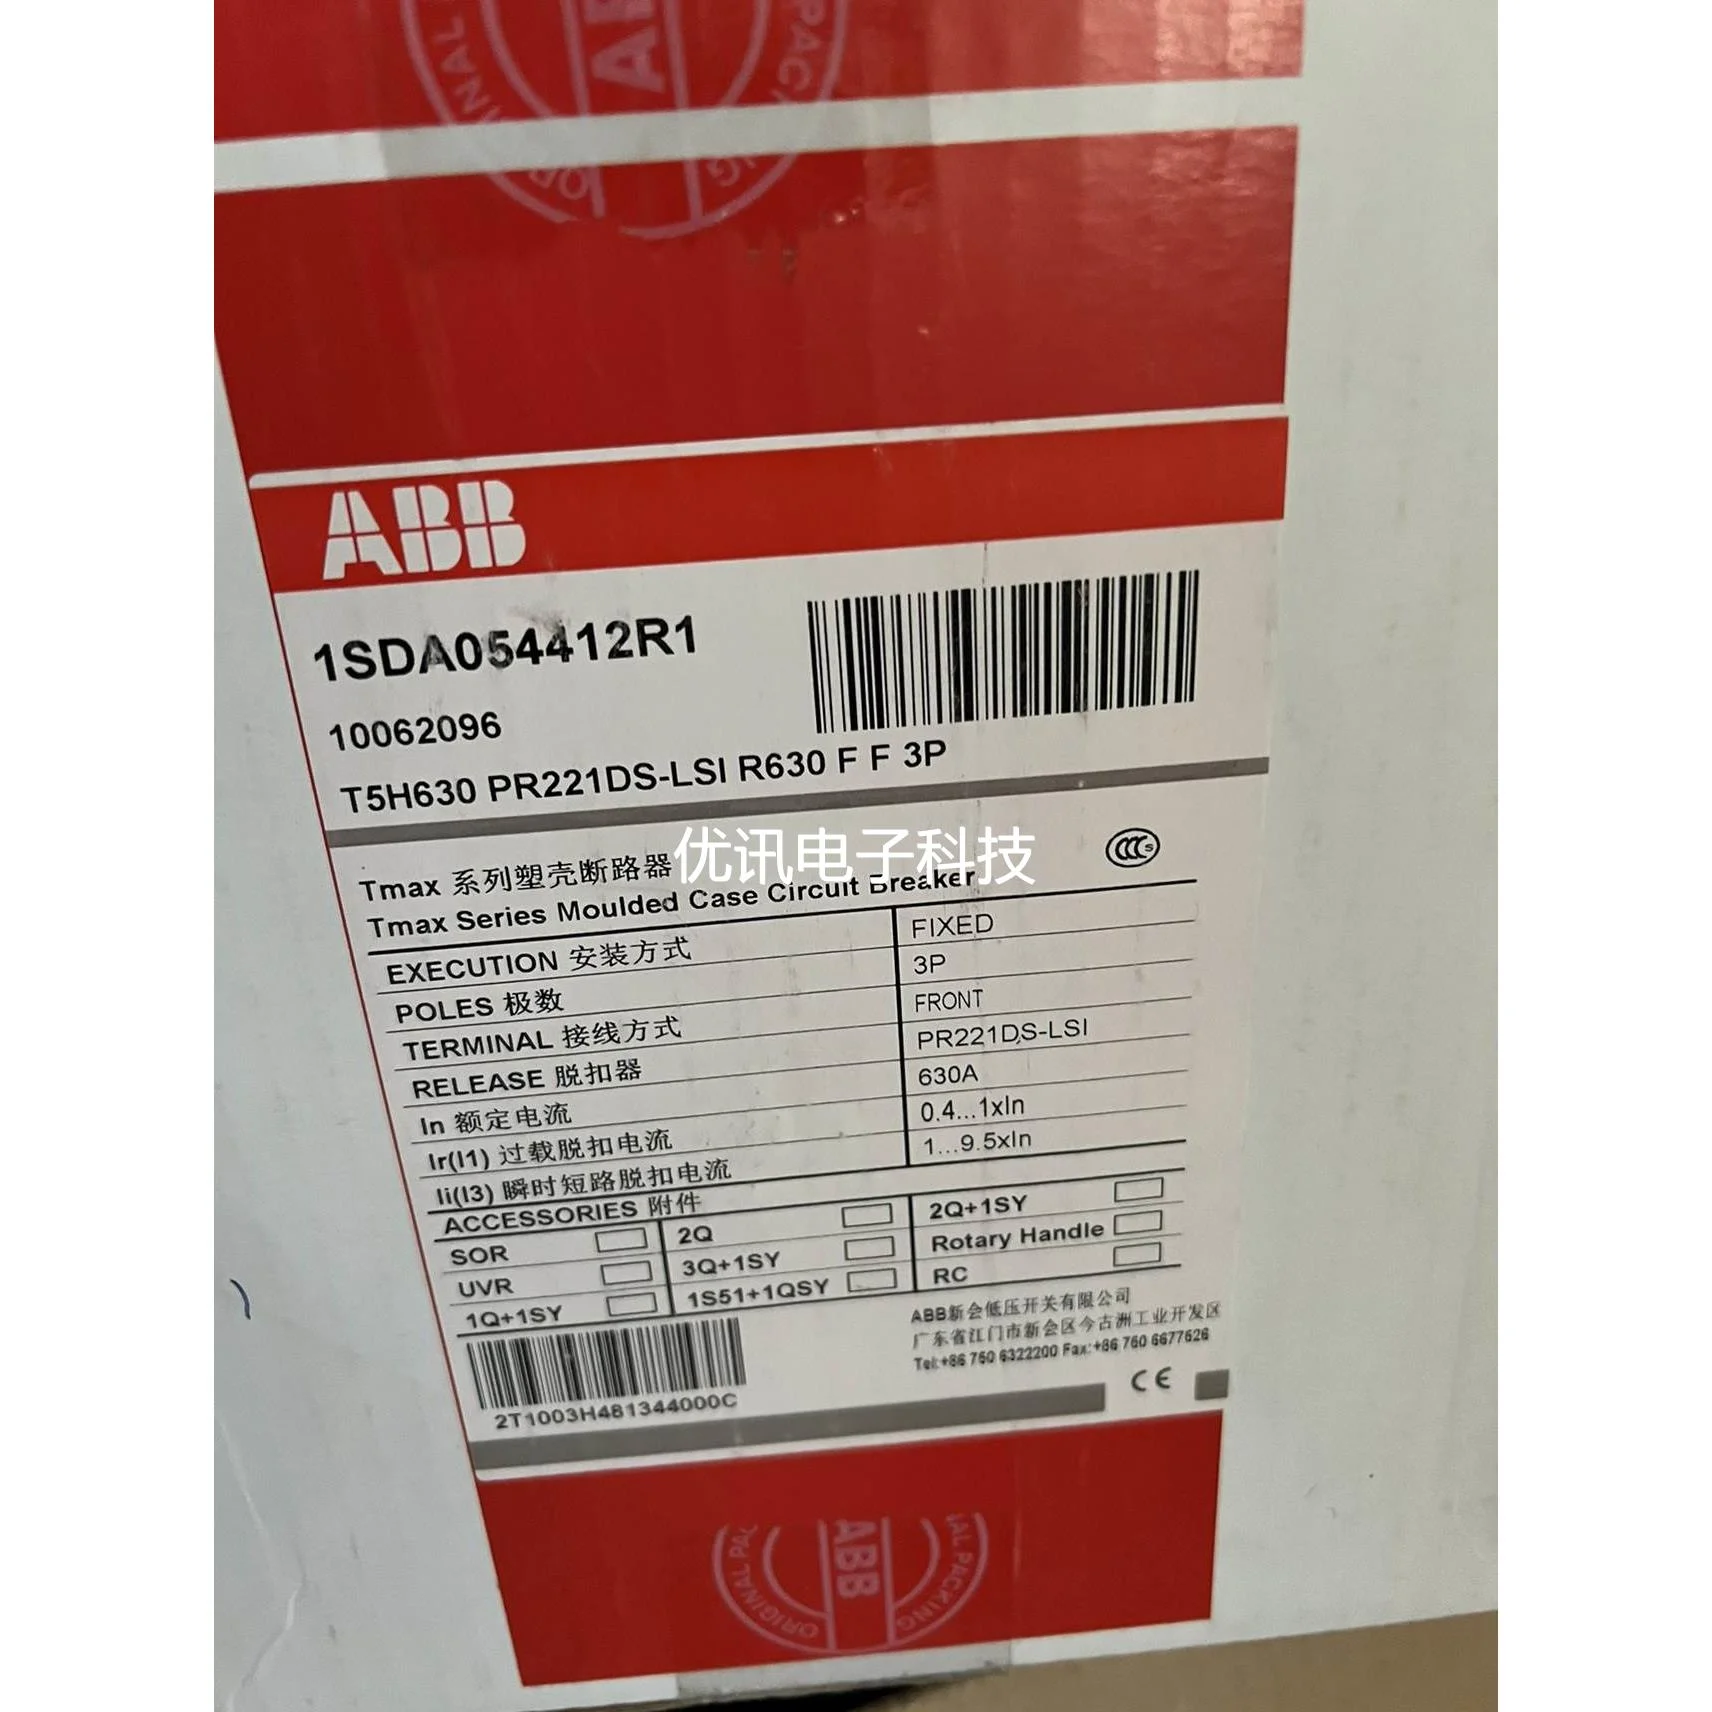 ABB
1SDA054412R1
10062096
T5H630 PR221DS-LSI R630 F F 3P
优讯电子科技
Tmax 系列塑壳断路器
Tmax Series Moulded Case Circuit Breaker
EXECUTION 安装方式 FIXED
POLES 极数 3P
TERMINAL 接线方式 FRONT
RELEASE 脱扣器 PR221DS-LSI
In 额定电流 630A
Ir(I1) 过载脱扣电流 0.4...1xIn
Ii(I3) 瞬时短路脱扣电流 1...9.5xIn
ACCESSORIES 附件
SOR 2Q 2Q+1SY
UVR 3Q+1SY Rotary Handle
1Q+1SY 1S51+1QSY RC
ABB新会低压开关有限公司
广东省江门市新会区今古洲工业开发区
Tel:+86 750 6322200 Fax:+86 750 6677626
CE
2T1003H481344000C
ABB
ORIGINAL PACKING